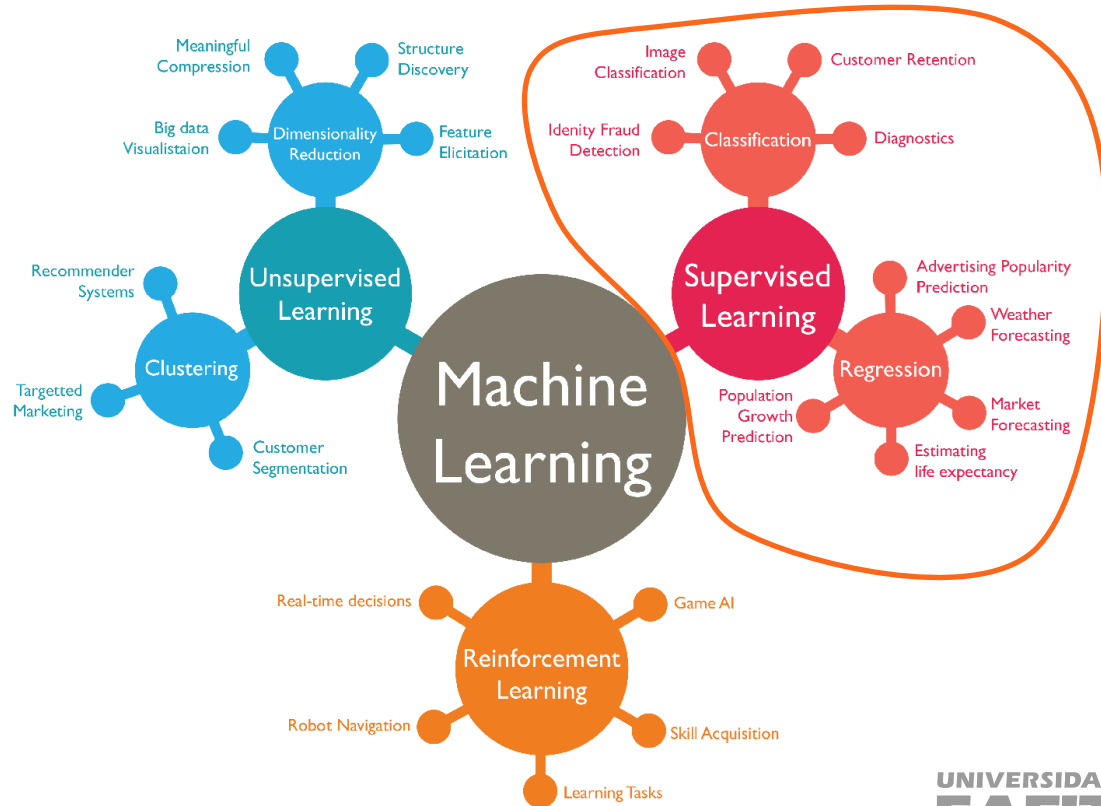 Meaningful
Compression
Structure
Discovery
Big data
Visualistaion
Dimensionality
Reduction
Feature
Elicitation
Image
Classification
Customer Retention
Idenity Fraud
Detection
Classification
Diagnostics
Recommender
Systems
Unsupervised
Learning
Clustering
Targetted
Marketing
Customer
Segmentation
Machine
Learning
Supervised
Learning
Advertising Popularity
Prediction
Weather
Forecasting
Regression
Population
Growth
Prediction
Market
Forecasting
Estimating
life expectancy
Real-time decisions
Game AI
Reinforcement
Learning
Robot Navigation
Skill Acquisition
Learning Tasks
UNIVERSIDA